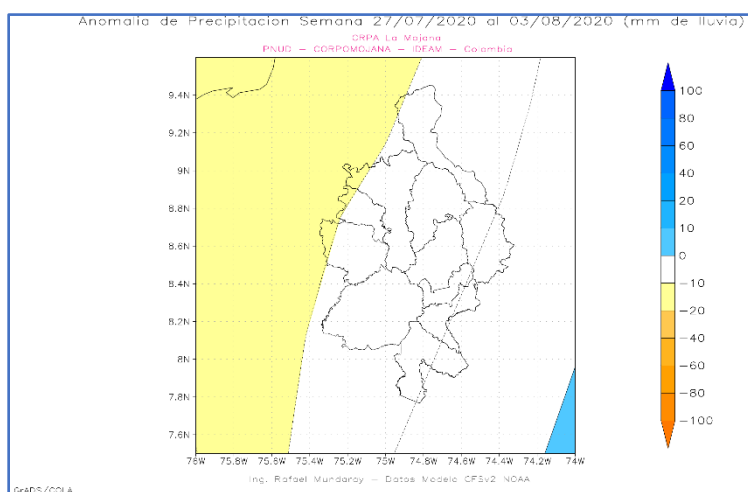 Anomalia de Precipitacion Semana 27/07/2020 al 03/08/2020 (mm de lluvia)
CRPA La Mojana
PNUD – CORPOMOJANA – IDEAM – Colombia
9.4N
9.2N
9N
8.8N
8.6N
8.4N
8.2N
8N
7.8N
7.6N
76W 75.8W 75.6W 75.4W 75.2W 75W 74.8W 74.6W 74.4W 74.2W 74W
100
80
60
40
20
0
−10
−20
−40
−60
−80
−100
Ing. Rafael Mundaray – Datos Modelo CFSv2 NOAA
GrADS/COLA